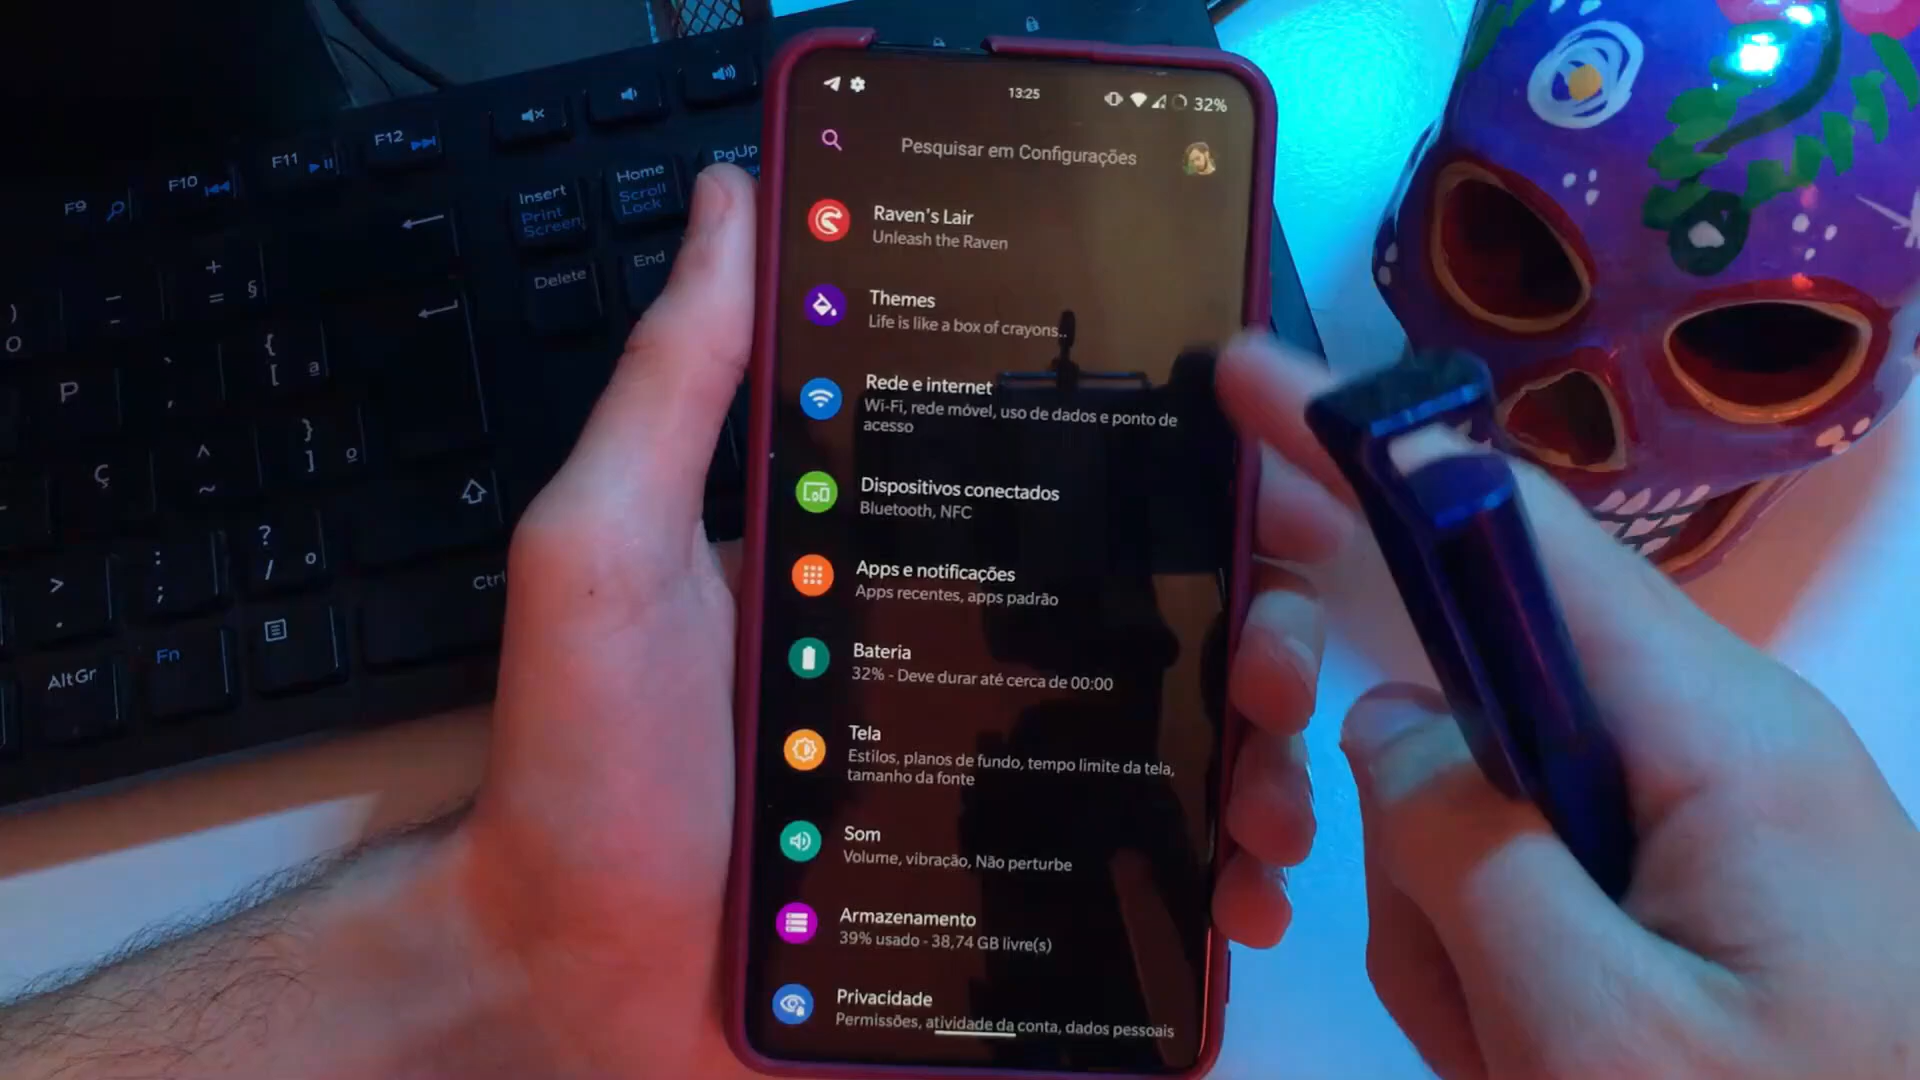 13:25
32%
Pesquisar em Configurações
Raven's Lair
Unleash the Raven
Themes
Life is like a box of crayons..
Rede e internet
Wi-Fi, rede móvel, uso de dados e ponto de
acesso
Dispositivos conectados
Bluetooth, NFC
Apps e notificações
Apps recentes, apps padrão
Bateria
32% - Deve durar até cerca de 00:00
Tela
Estilos, planos de fundo, tempo limite da tela,
tamanho da fonte
Som
Volume, vibração, Não perturbe
Armazenamento
39% usado - 38,74 GB livre(s)
Privacidade
Permissões, atividade da conta, dados pessoais
F9
F10
F11
F12
Insert
Print
Screen
Home
Scroll
Lock
PgUp
Delete
End
)
O
_
-
+
=
§
P
`
´
{
[
ª
Ç
^
~
}
]
º
>
.
:
;
?
/
°
Ctrl
AltGr
Fn